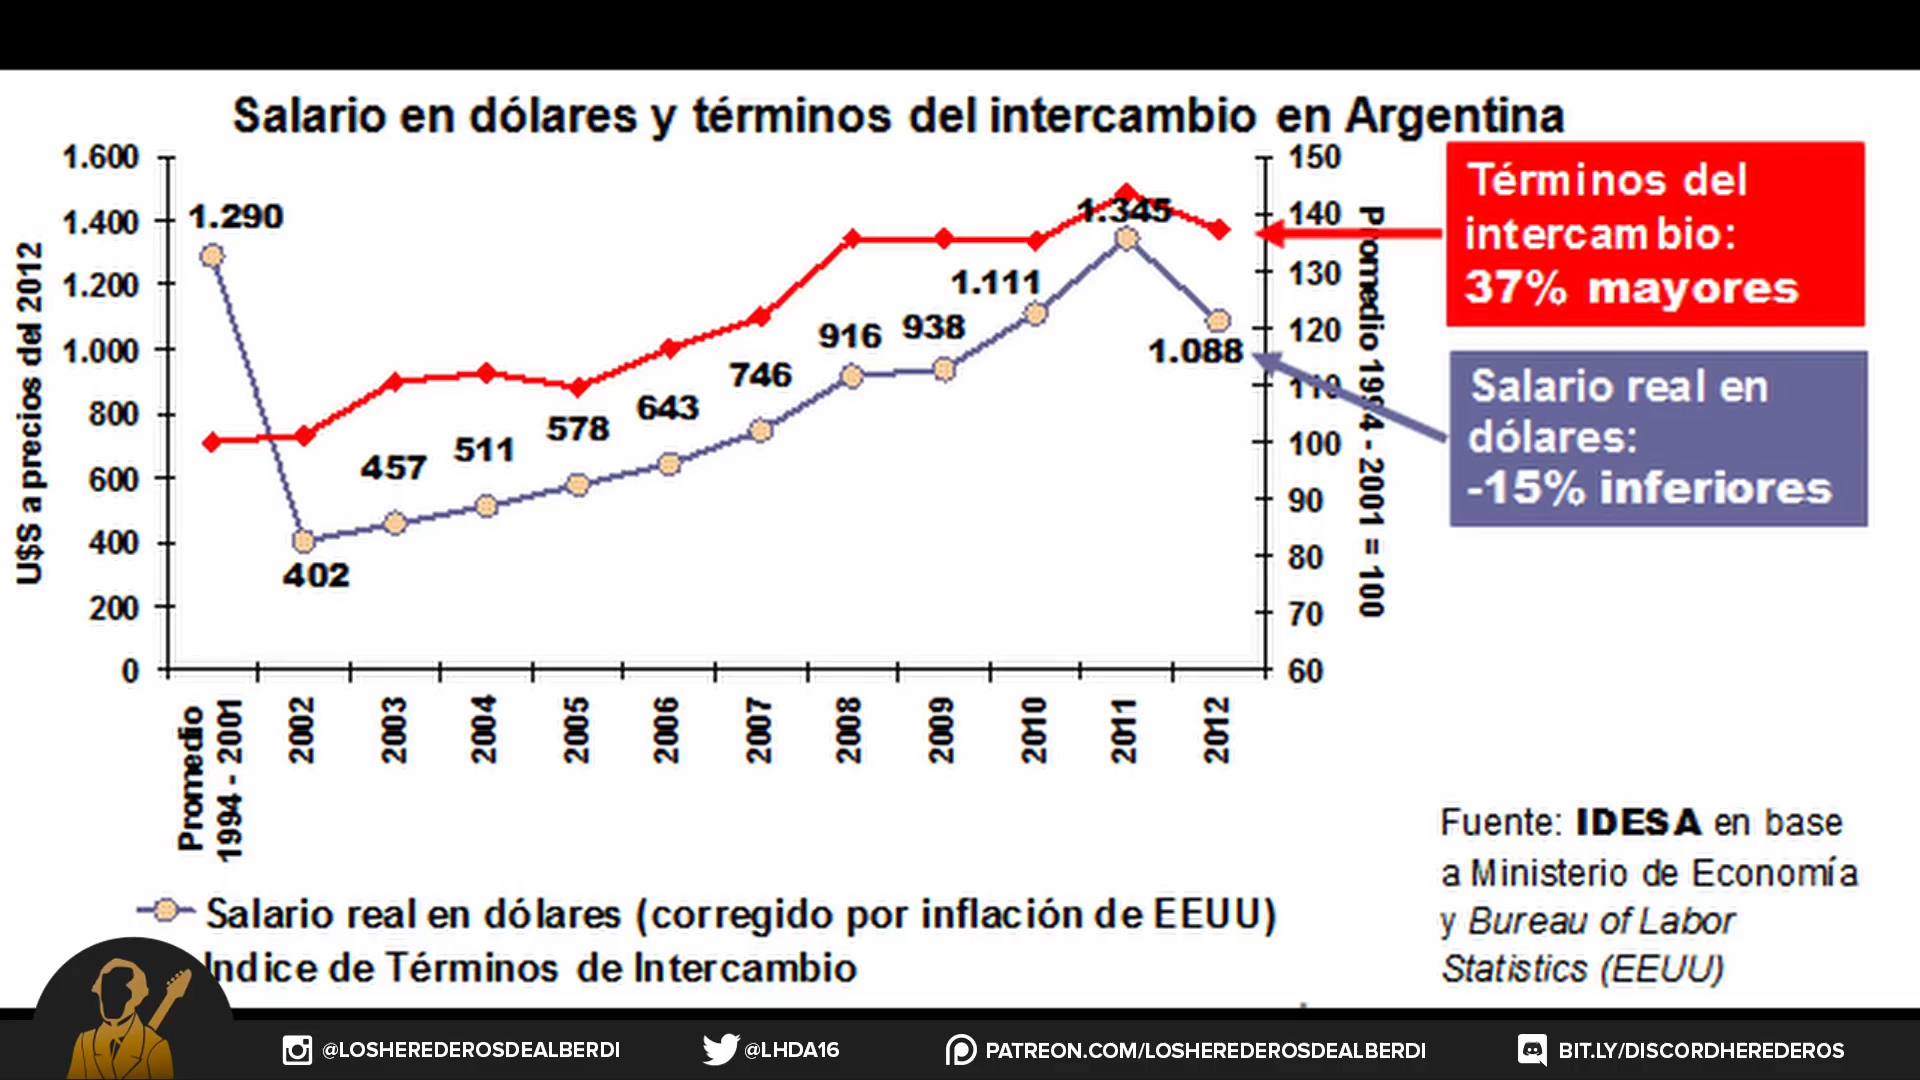 Salario en dólares y términos del intercambio en Argentina
U$S a precios del 2012
1.600
1.400
1.200
1.000
800
600
400
200
0
1.290
402
457
511
578
643
746
916
938
1.111
1.345
1.088
150
140
130
120
110
100
90
80
70
60
Promedio 1994 - 2001 = 100
Términos del
intercambio:
37% mayores
Salario real en
dólares:
-15% inferiores
Promedio
1994 - 2001
2002
2003
2004
2005
2006
2007
2008
2009
2010
2011
2012
Salario real en dólares (corregido por inflación de EEUU)
Indice de Términos de Intercambio
Fuente: IDESA en base
a Ministerio de Economía
y Bureau of Labor
Statistics (EEUU)
@LOSHEREDEROSDEALBERDI
@LHDA16
PATREON.COM/LOSHEREDEROSDEALBERDI
BIT.LY/DISCORDHEREDEROS